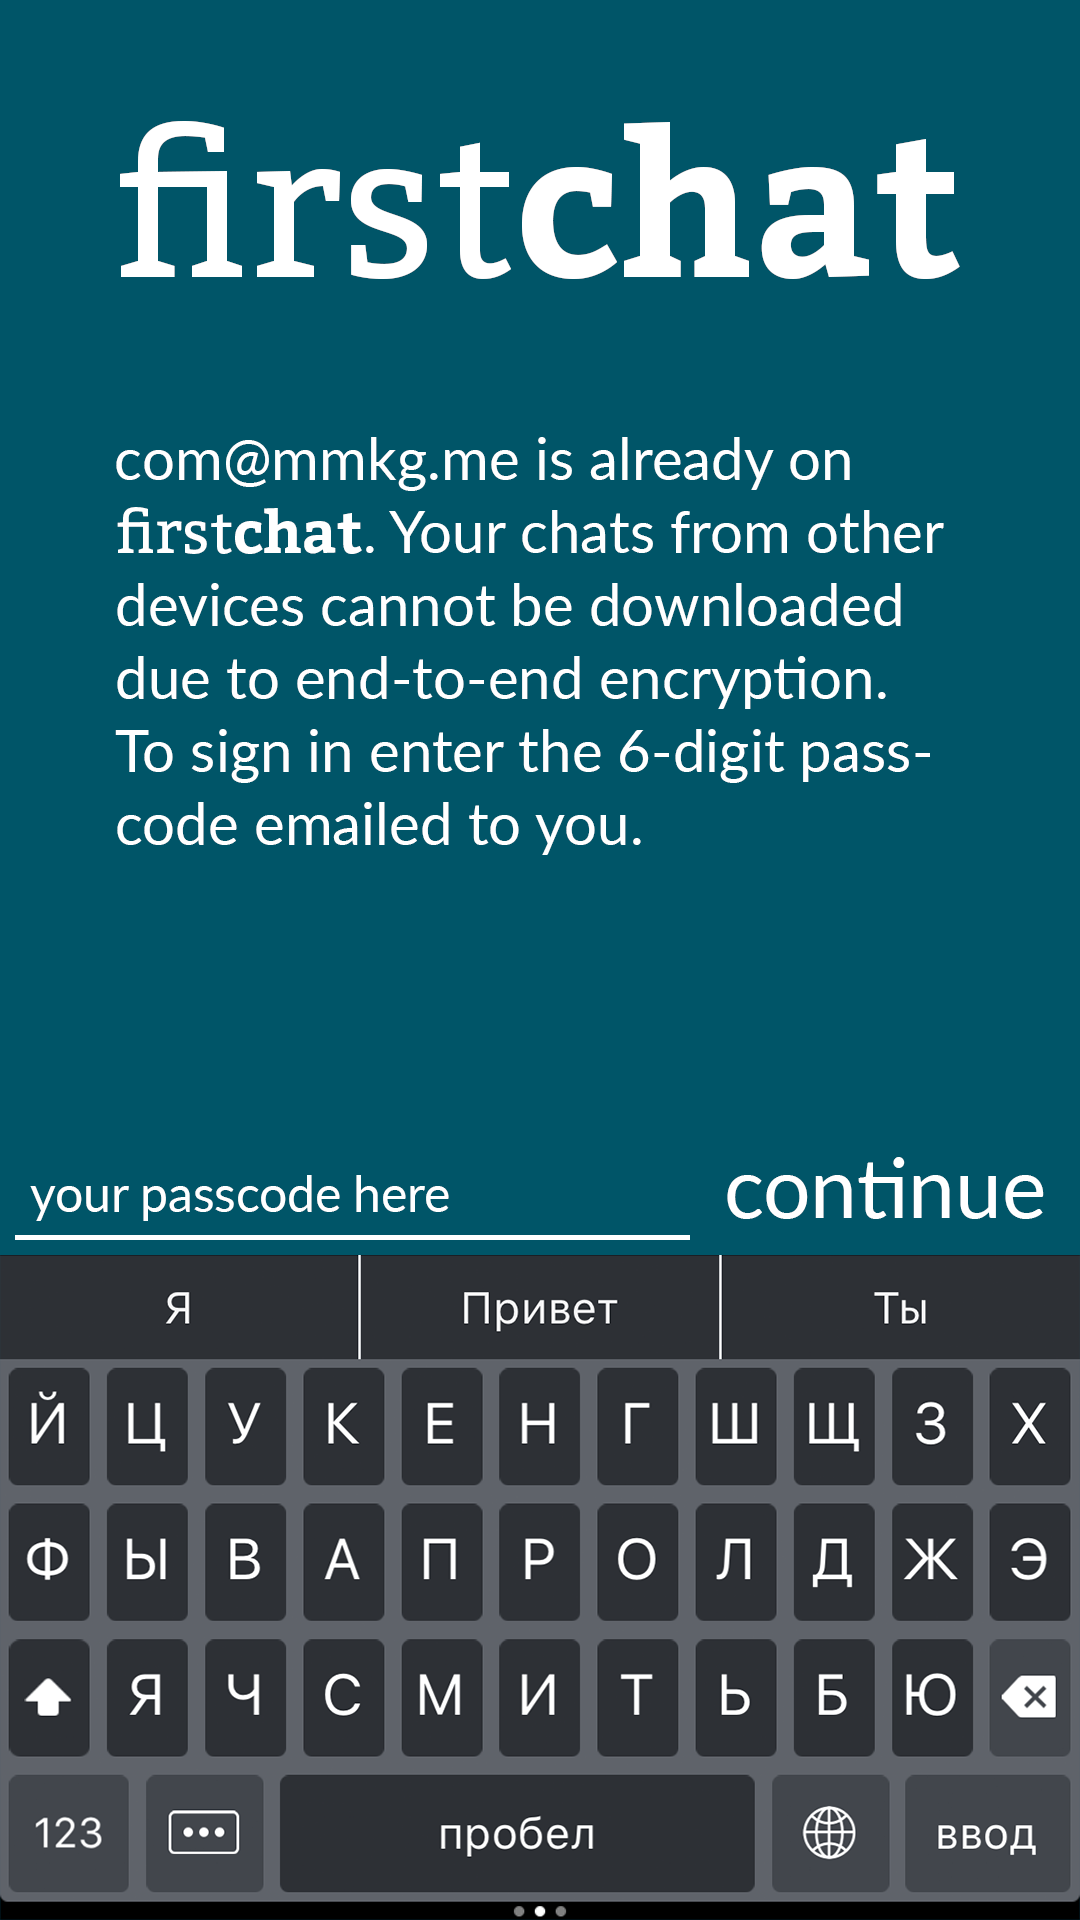 firstchat
com@mmkg.me is already on
firstchat. Your chats from other
devices cannot be downloaded
due to end-to-end encryption.
To sign in enter the 6-digit pass-
code emailed to you.
your passcode here
continue
Я Привет Ты
Й Ц У К Е Н Г Ш Щ З Х
Ф Ы В А П Р О Л Д Ж Э
Я Ч С М И Т Ь Б Ю
123 пробел ввод